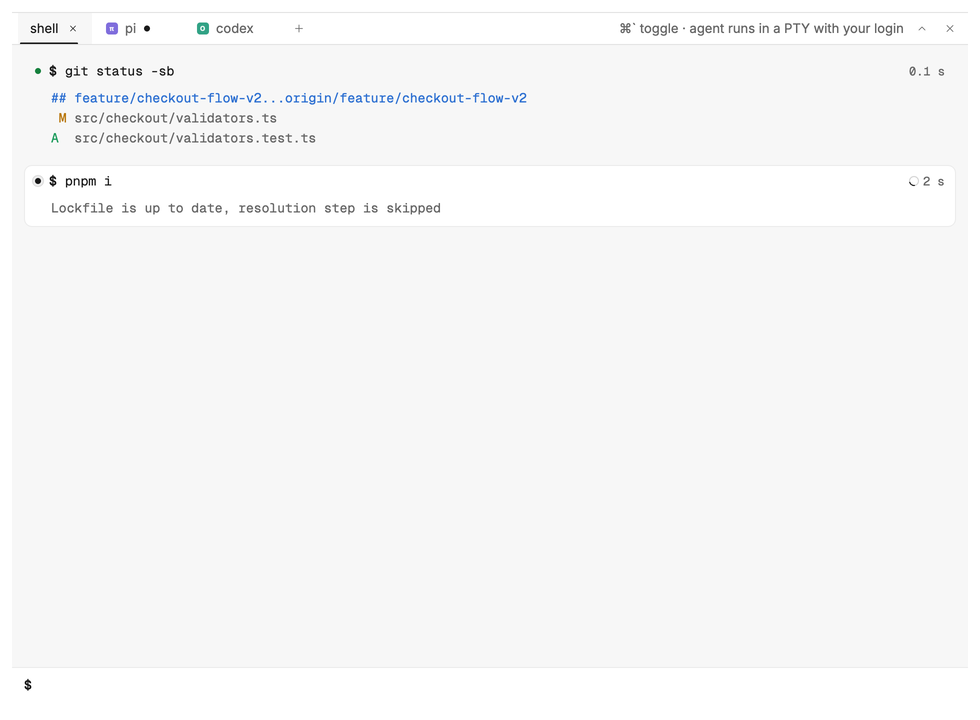 shell × π pi ● O codex + ⌘` toggle · agent runs in a PTY with your login
$ git status -sb 0.1 s
## feature/checkout-flow-v2...origin/feature/checkout-flow-v2
M src/checkout/validators.ts
A src/checkout/validators.test.ts
$ pnpm i 2 s
Lockfile is up to date, resolution step is skipped
$